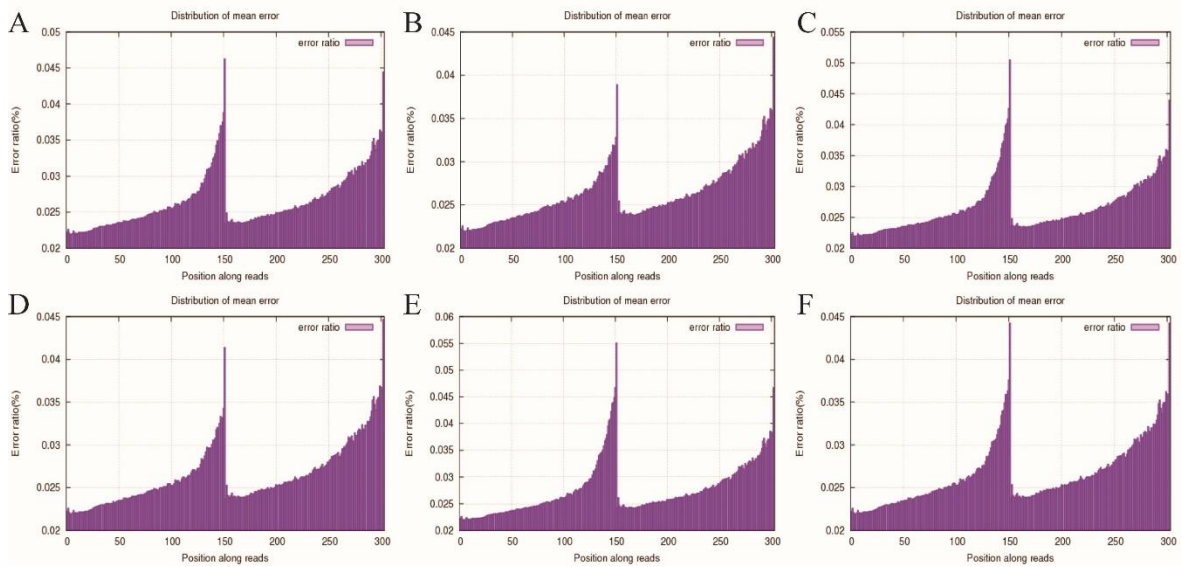 A
Distribution of mean error
error ratio
Error ratio(%)
0.05
0.045
0.04
0.035
0.03
0.025
0.02
0 50 100 150 200 250 300
Position along reads
B
Distribution of mean error
error ratio
Error ratio(%)
0.045
0.04
0.035
0.03
0.025
0.02
0 50 100 150 200 250 300
Position along reads
C
Distribution of mean error
error ratio
Error ratio(%)
0.055
0.05
0.045
0.04
0.035
0.03
0.025
0.02
0 50 100 150 200 250 300
Position along reads
D
Distribution of mean error
error ratio
Error ratio(%)
0.045
0.04
0.035
0.03
0.025
0.02
0 50 100 150 200 250 300
Position along reads
E
Distribution of mean error
error ratio
Error ratio(%)
0.06
0.055
0.05
0.045
0.04
0.035
0.03
0.025
0.02
0 50 100 150 200 250 300
Position along reads
F
Distribution of mean error
error ratio
Error ratio(%)
0.045
0.04
0.035
0.03
0.025
0.02
0 50 100 150 200 250 300
Position along reads